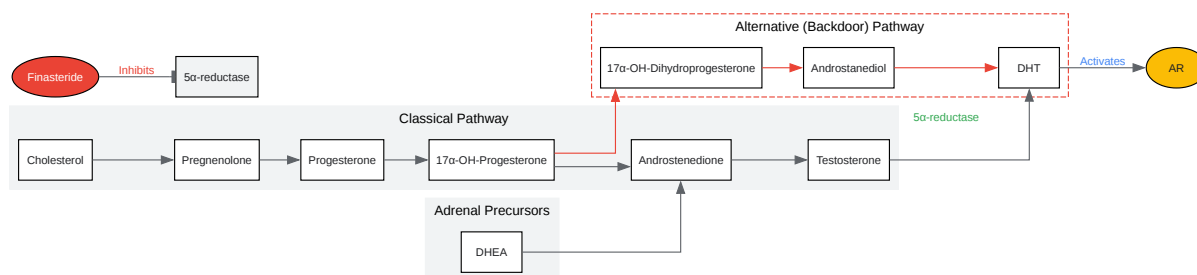 Alternative (Backdoor) Pathway
Finasteride
Inhibits
5α-reductase
17α-OH-Dihydroprogesterone
Androstanediol
DHT
Activates
AR
Classical Pathway
5α-reductase
Cholesterol
Pregnenolone
Progesterone
17α-OH-Progesterone
Androstenedione
Testosterone
Adrenal Precursors
DHEA